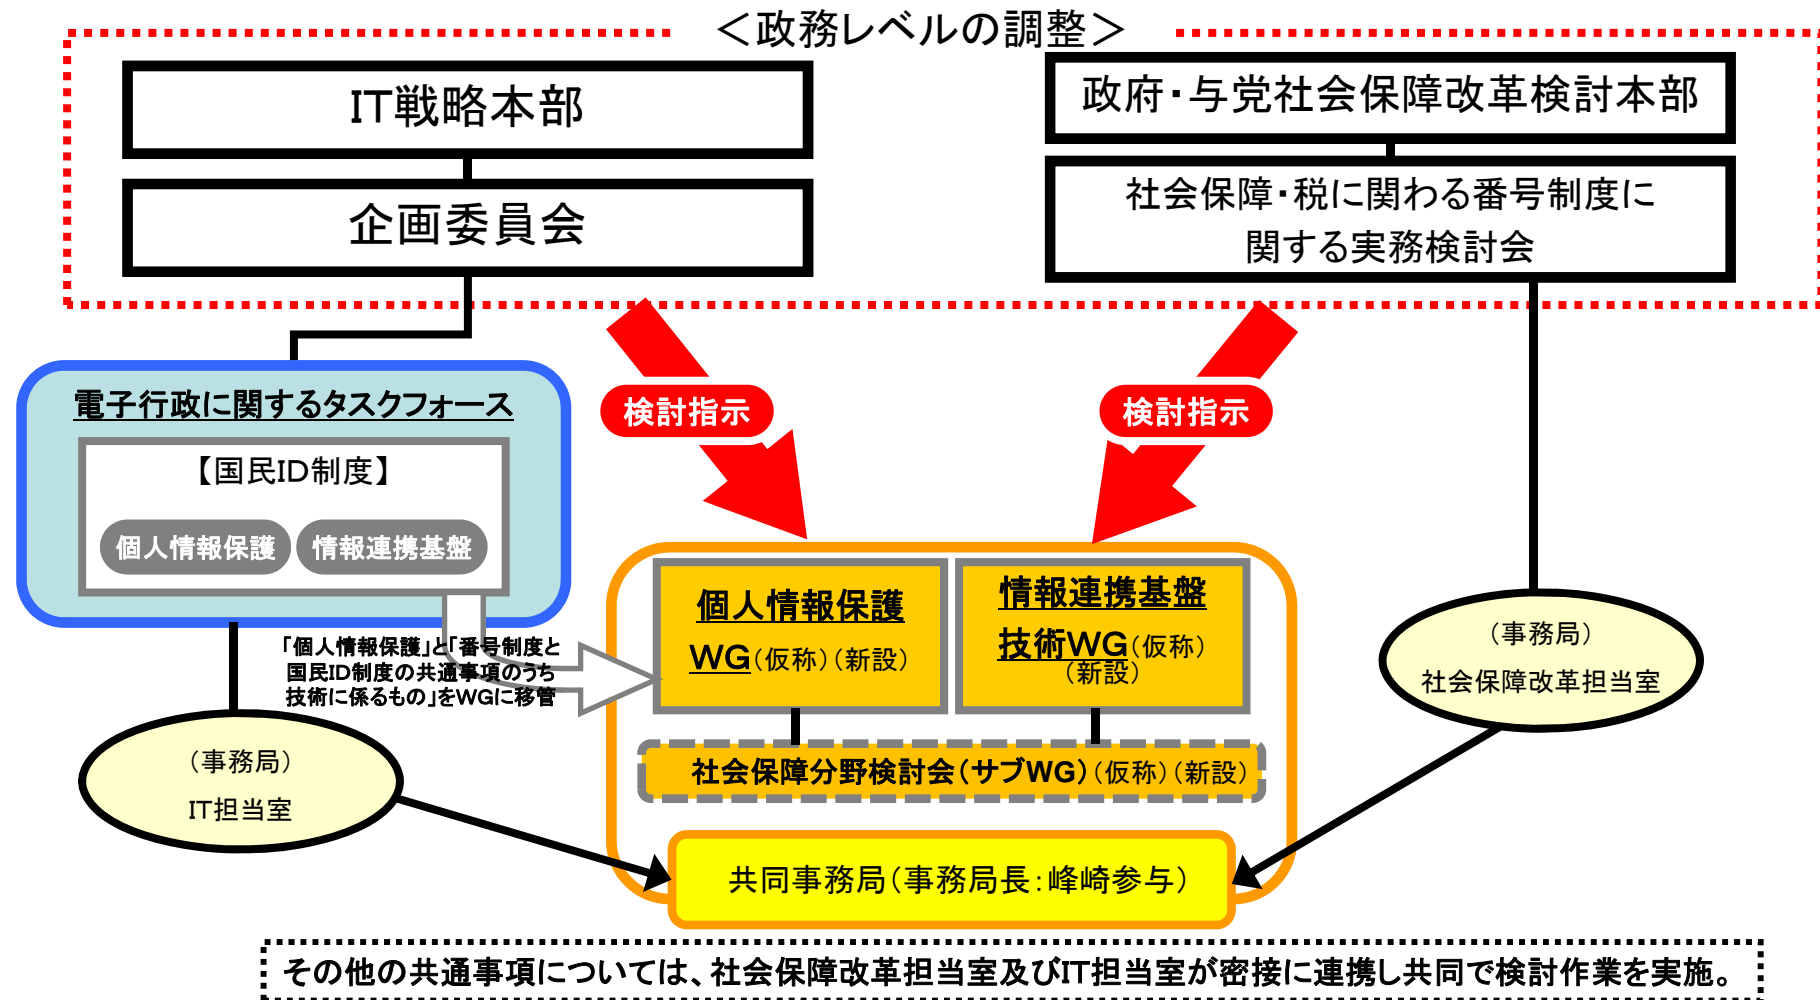 ＜政務レベルの調整＞
IT戦略本部
企画委員会
政府・与党社会保障改革検討本部
社会保障・税に関わる番号制度に
関する実務検討会
電子行政に関するタスクフォース
【国民ID制度】
個人情報保護
情報連携基盤
検討指示
検討指示
「個人情報保護」と「番号制度と
国民ID制度の共通事項のうち
技術に係るもの」をWGに移管
個人情報保護
WG（仮称）（新設）
情報連携基盤
技術WG（仮称）
（新設）
社会保障分野検討会（サブWG）（仮称）（新設）
（事務局）
IT担当室
（事務局）
社会保障改革担当室
共同事務局（事務局長：峰崎参与）
その他の共通事項については、社会保障改革担当室及びIT担当室が密接に連携し共同で検討作業を実施。